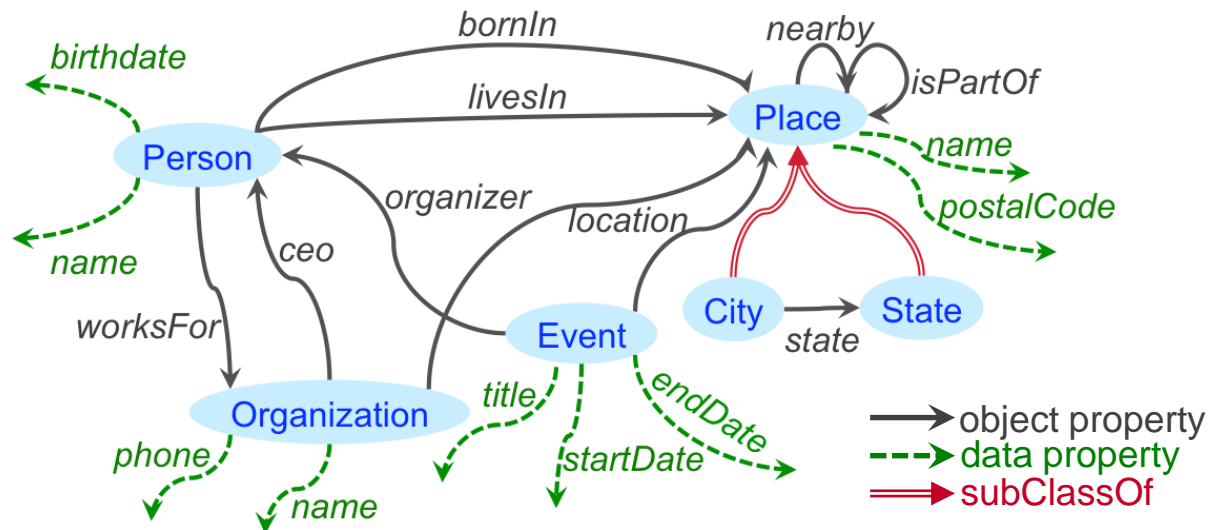 bornIn
nearby
birthdate
livesIn
isPartOf
Person
Place
name
organizer
postalCode
location
name
ceo
worksFor
City
State
Event
state
title
endDate
Organization
object property
phone
startDate
data property
name
subClassOf